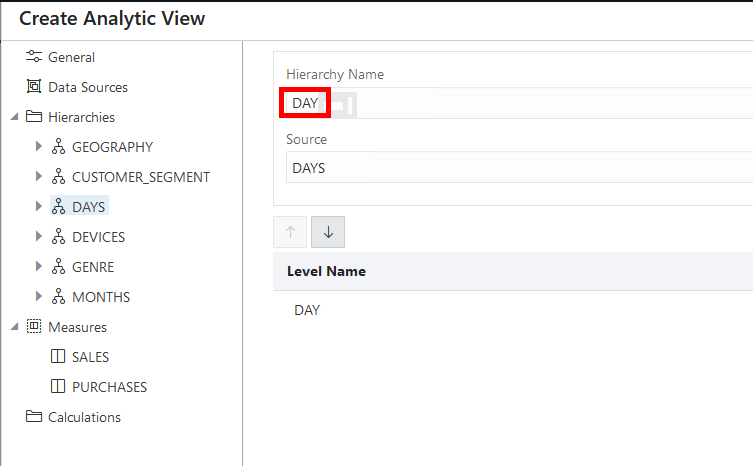 Create Analytic View
General
Data Sources
Hierarchies
GEOGRAPHY
CUSTOMER_SEGMENT
DAYS
DEVICES
GENRE
MONTHS
Measures
SALES
PURCHASES
Calculations
Hierarchy Name
DAY
Source
DAYS
Level Name
DAY